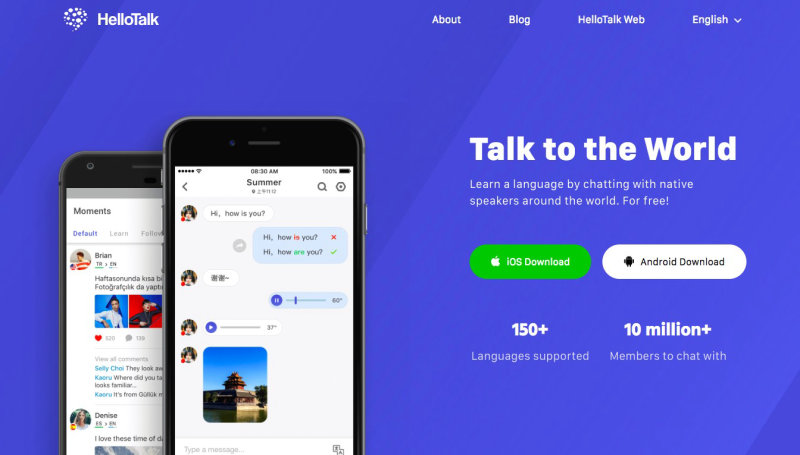 HelloTalk
About
Blog
HelloTalk Web
English
Talk to the World
Learn a language by chatting with native
speakers around the world. For free!
iOS Download
Android Download
150+
Languages supported
10 million+
Members to chat with
08:30 AM
100%
Summer
Hi, how is you?
Hi, how is you?
Hi, how are you?
谢谢~
60"
37"
Type a message...
Moments
Default
Learn
Follow
Brian
TR > EN
Haftasonunda kısa bi
Fotoğrafçılık da yaptı
520
139
View all comments
Selly Choi They look aw
Kaoru Where did you ta
looks familiar...
Kaoru It's from Güllük m
Denise
ES > EN
I love these time of da